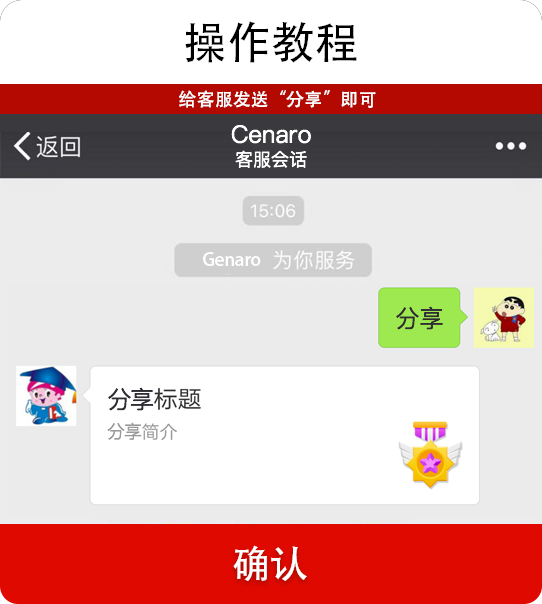 操作教程
给客服发送“分享”即可
返回
Cenaro
客服会话
15:06
Genaro 为你服务
分享
分享标题
分享简介
确认